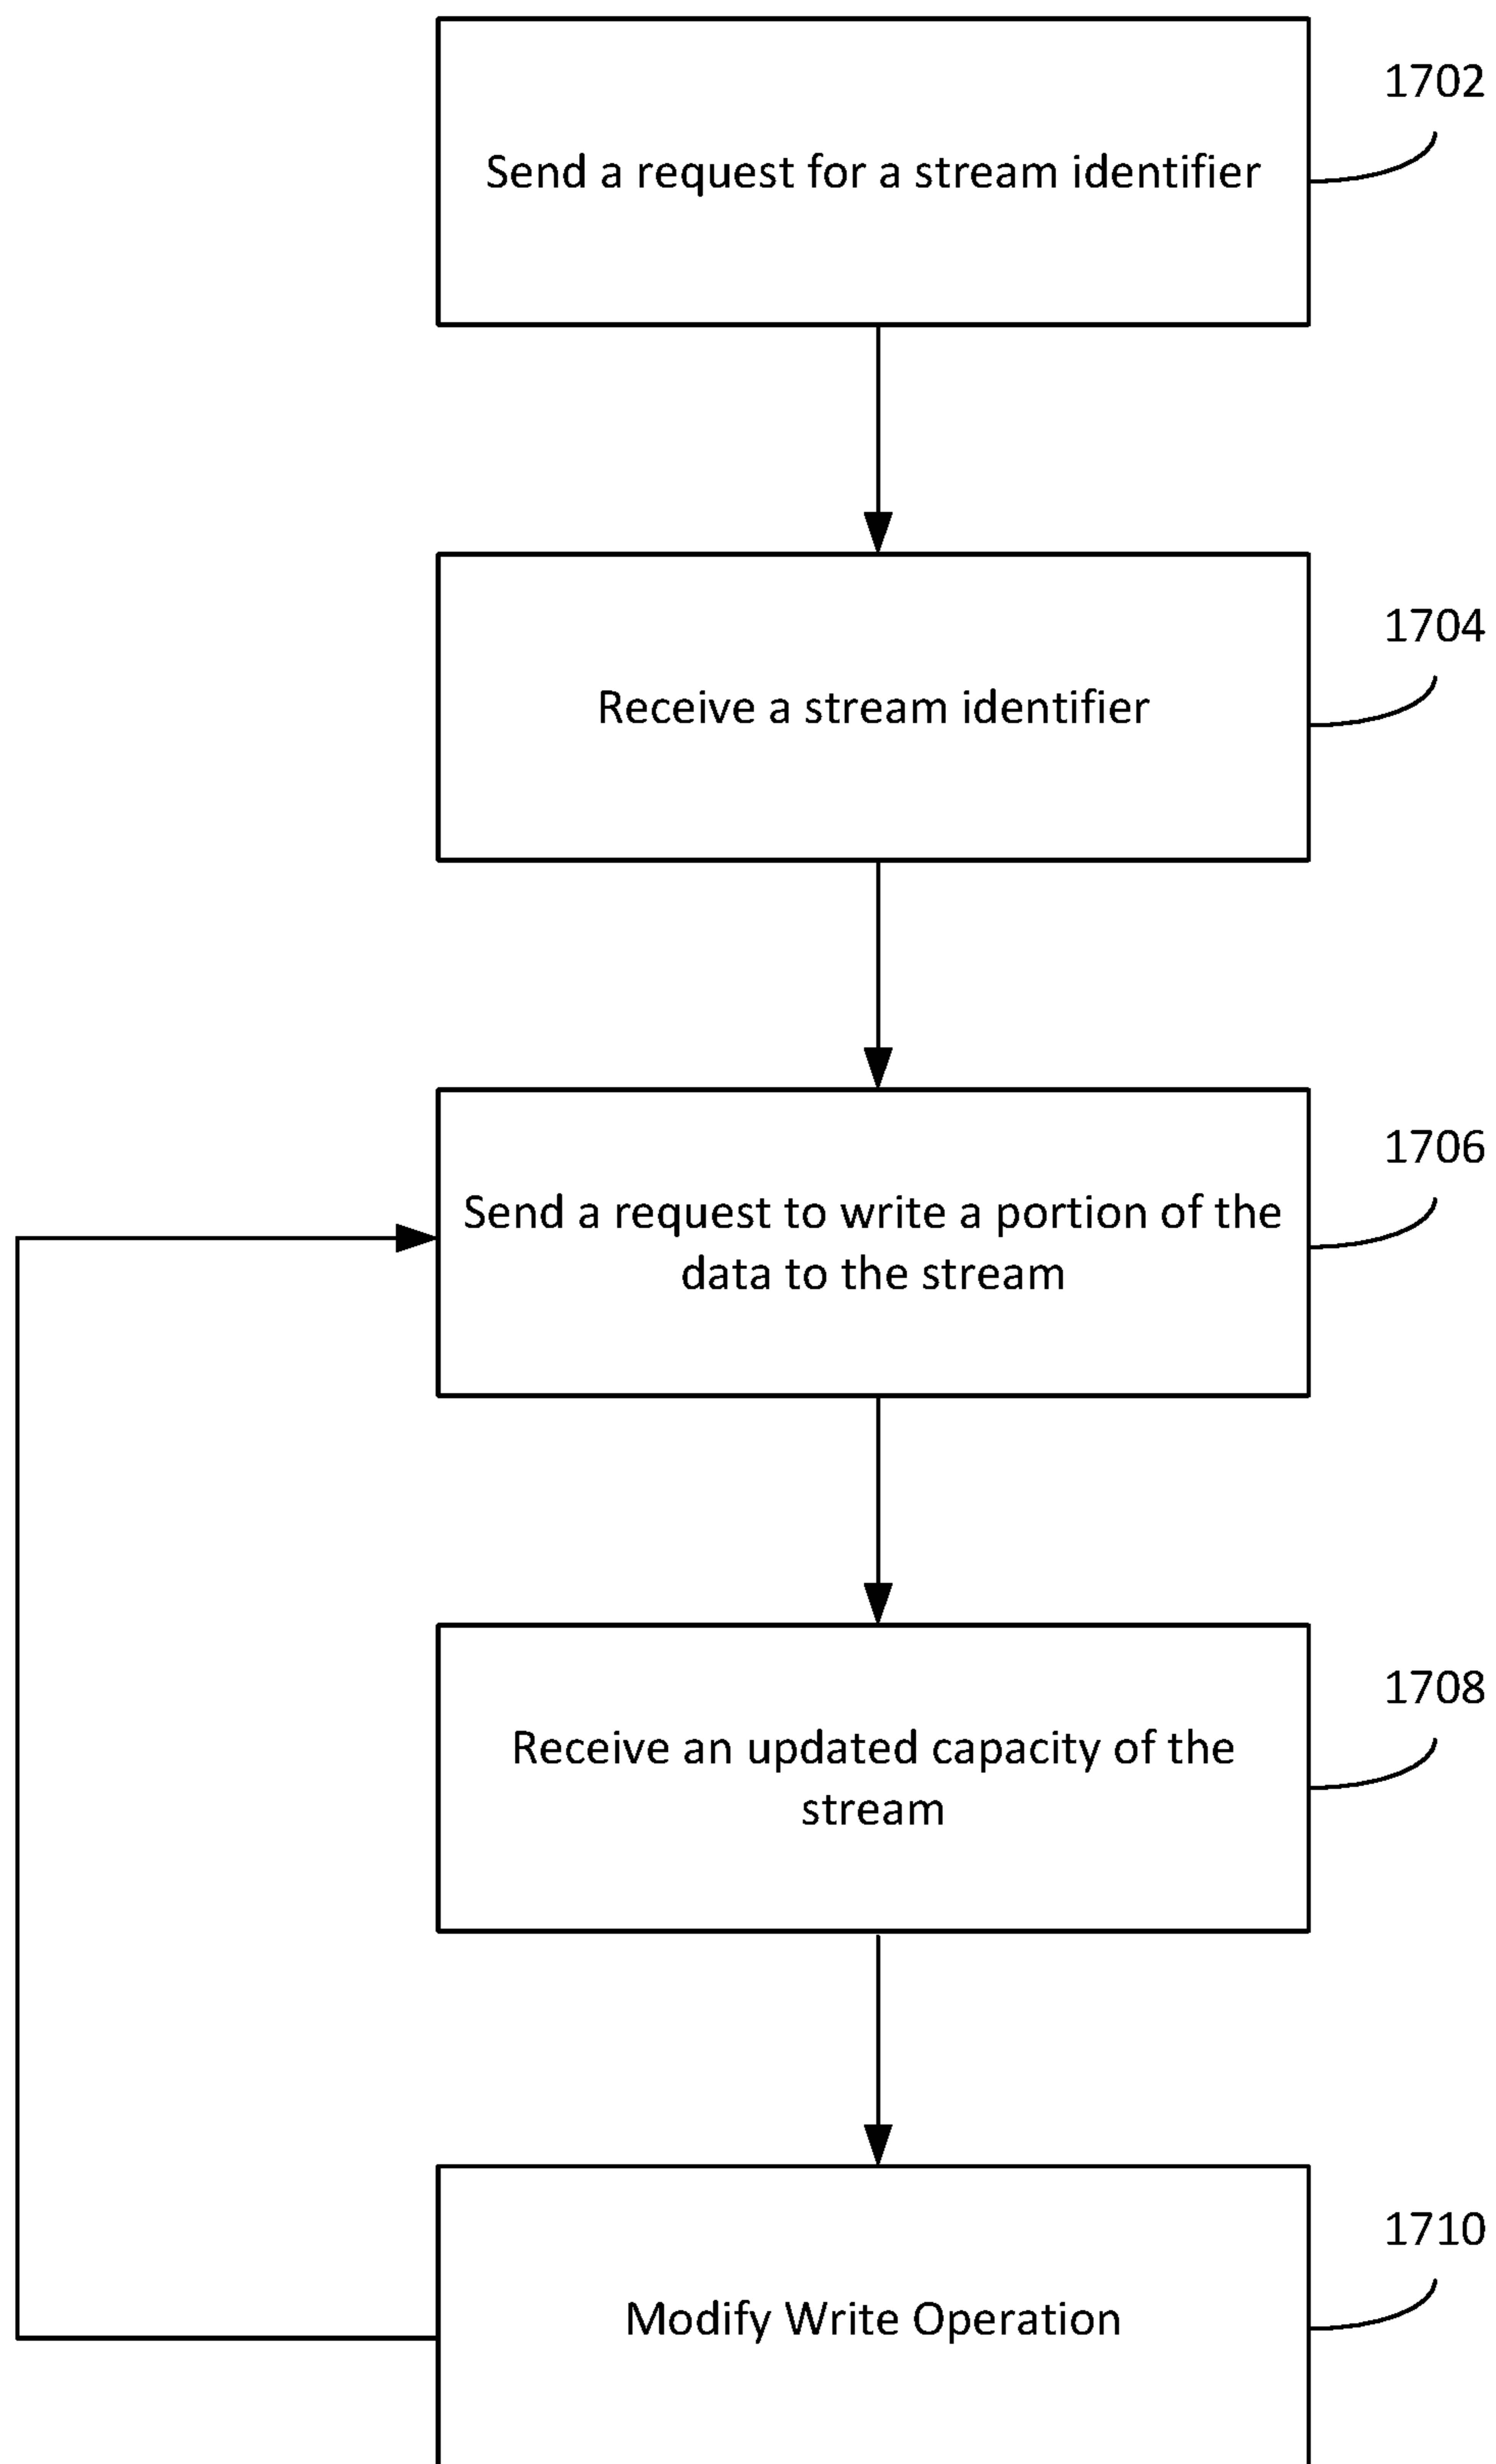 1702
Send a request for a stream identifier
1704
Receive a stream identifier
1706
Send a request to write a portion of the
data to the stream
1708
Receive an updated capacity of the
stream
1710
Modify Write Operation